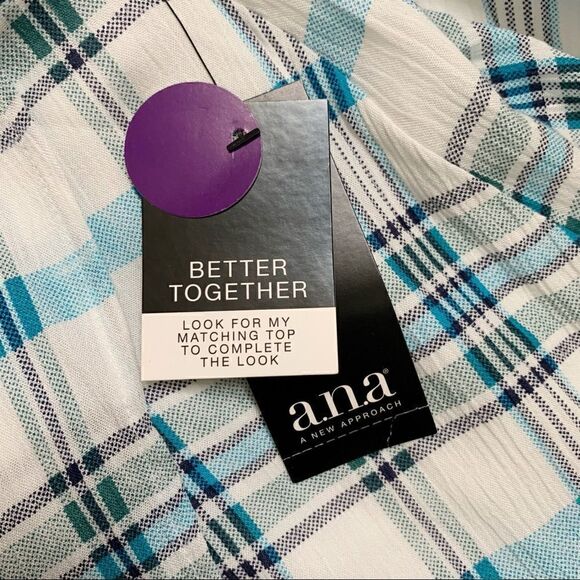 BETTER
TOGETHER
LOOK FOR MY
MATCHING TOP
TO COMPLETE
THE LOOK
a.n.a®
A NEW APPROACH